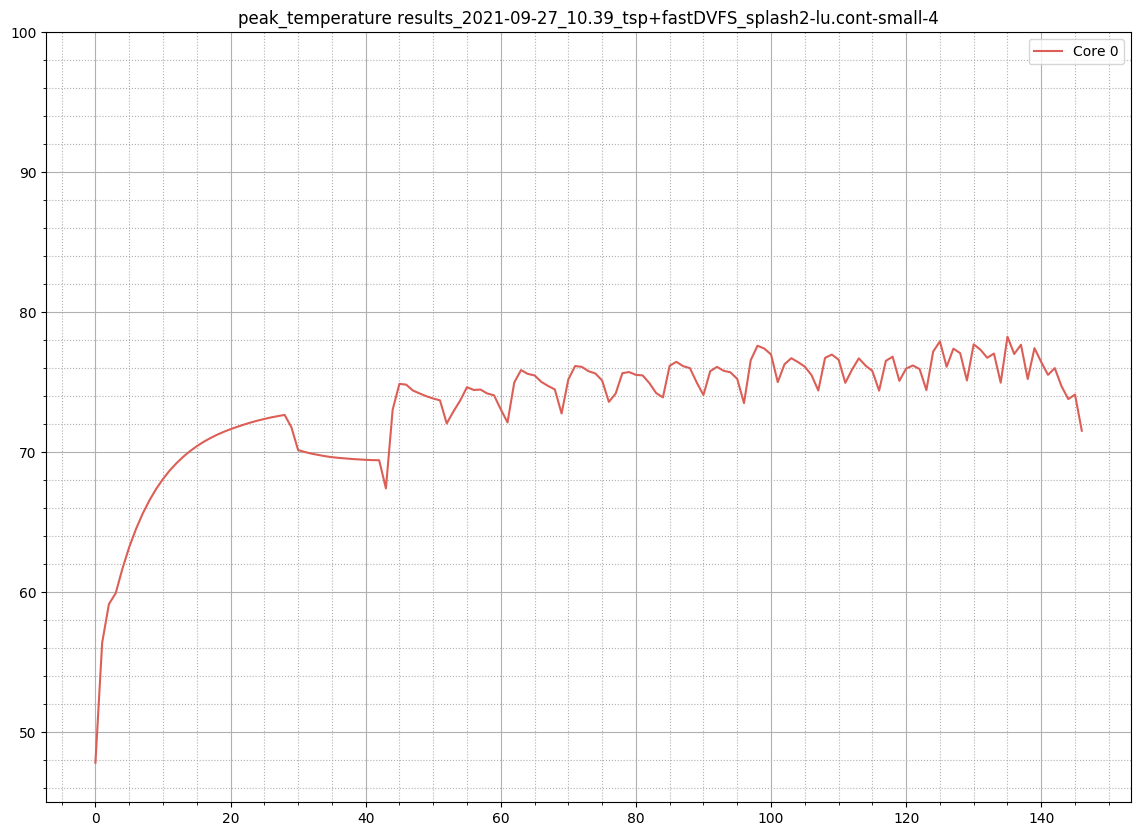 peak_temperature results_2021-09-27_10.39_tsp+fastDVFS_splash2-lu.cont-small-4
Core 0
100
90
80
70
60
50
0 20 40 60 80 100 120 140